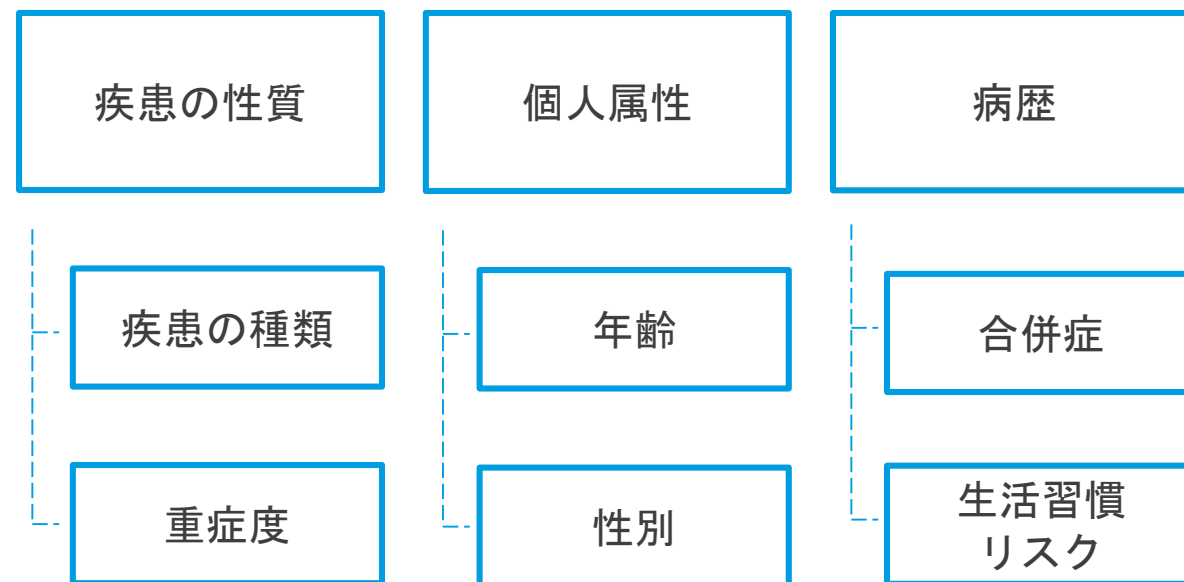 疾患の性質
個人属性
病歴
疾患の種類
年齢
合併症
重症度
性別
生活習慣
リスク